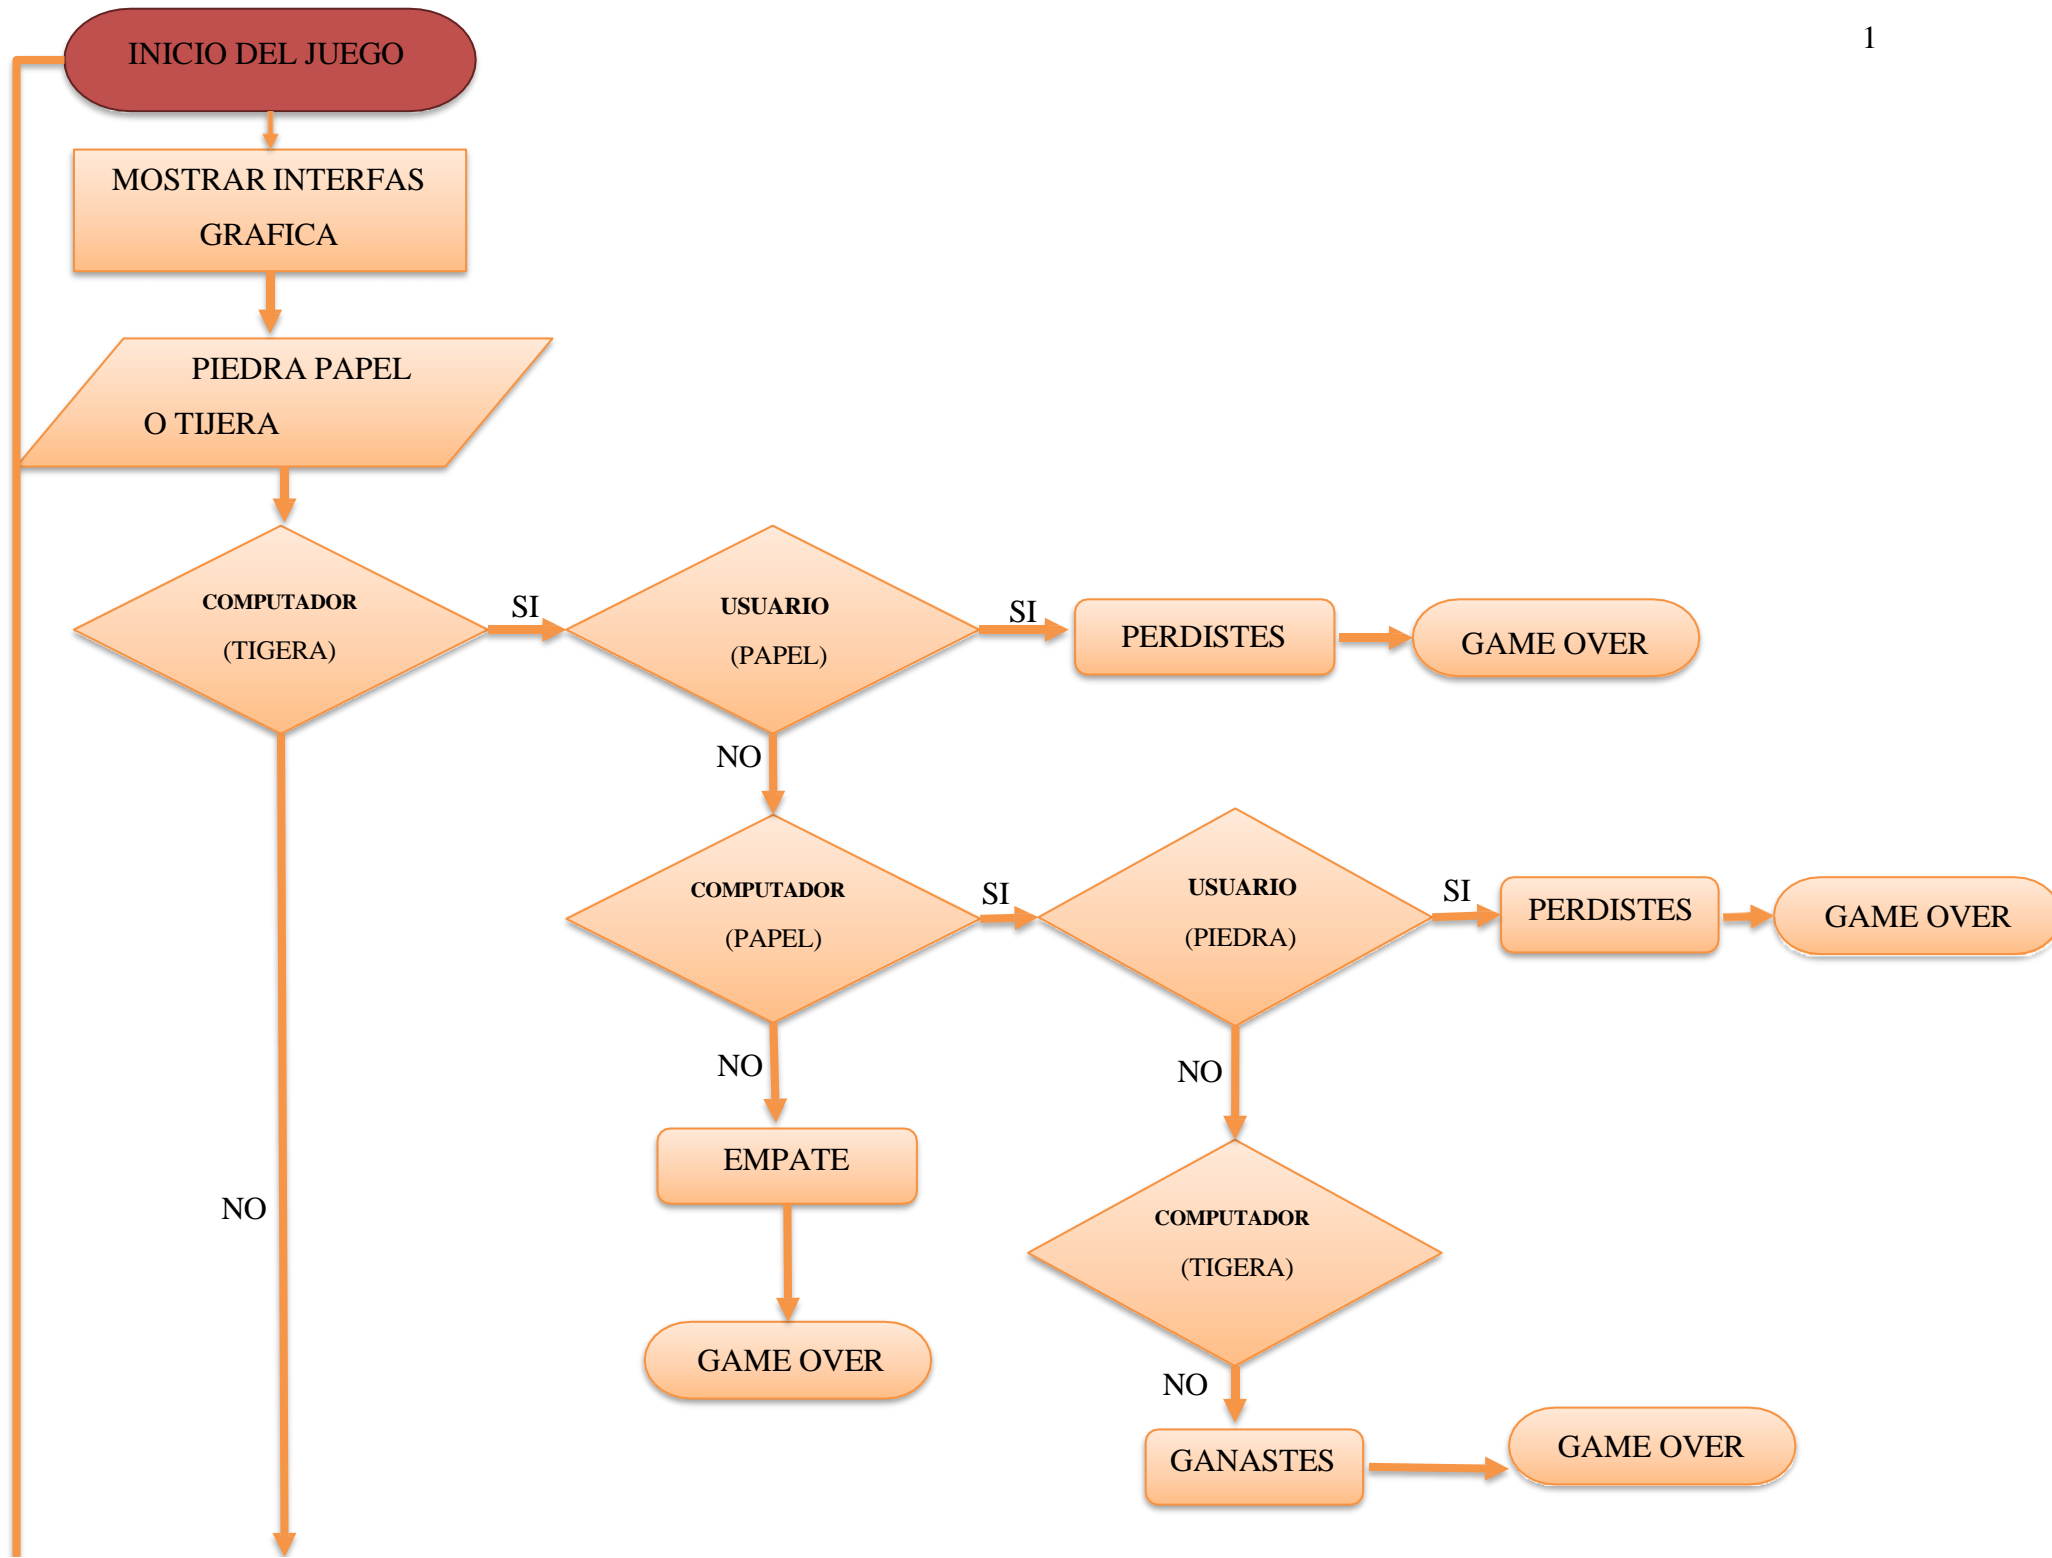 1
INICIO DEL JUEGO
MOSTRAR INTERFAS
GRAFICA
PIEDRA PAPEL
O TIJERA
COMPUTADOR
(TIGERA)
SI
USUARIO
(PAPEL)
SI
PERDISTES
GAME OVER
NO
COMPUTADOR
(PAPEL)
SI
USUARIO
(PIEDRA)
SI
PERDISTES
GAME OVER
NO
NO
EMPATE
GAME OVER
COMPUTADOR
(TIGERA)
NO
NO
GANASTES
GAME OVER